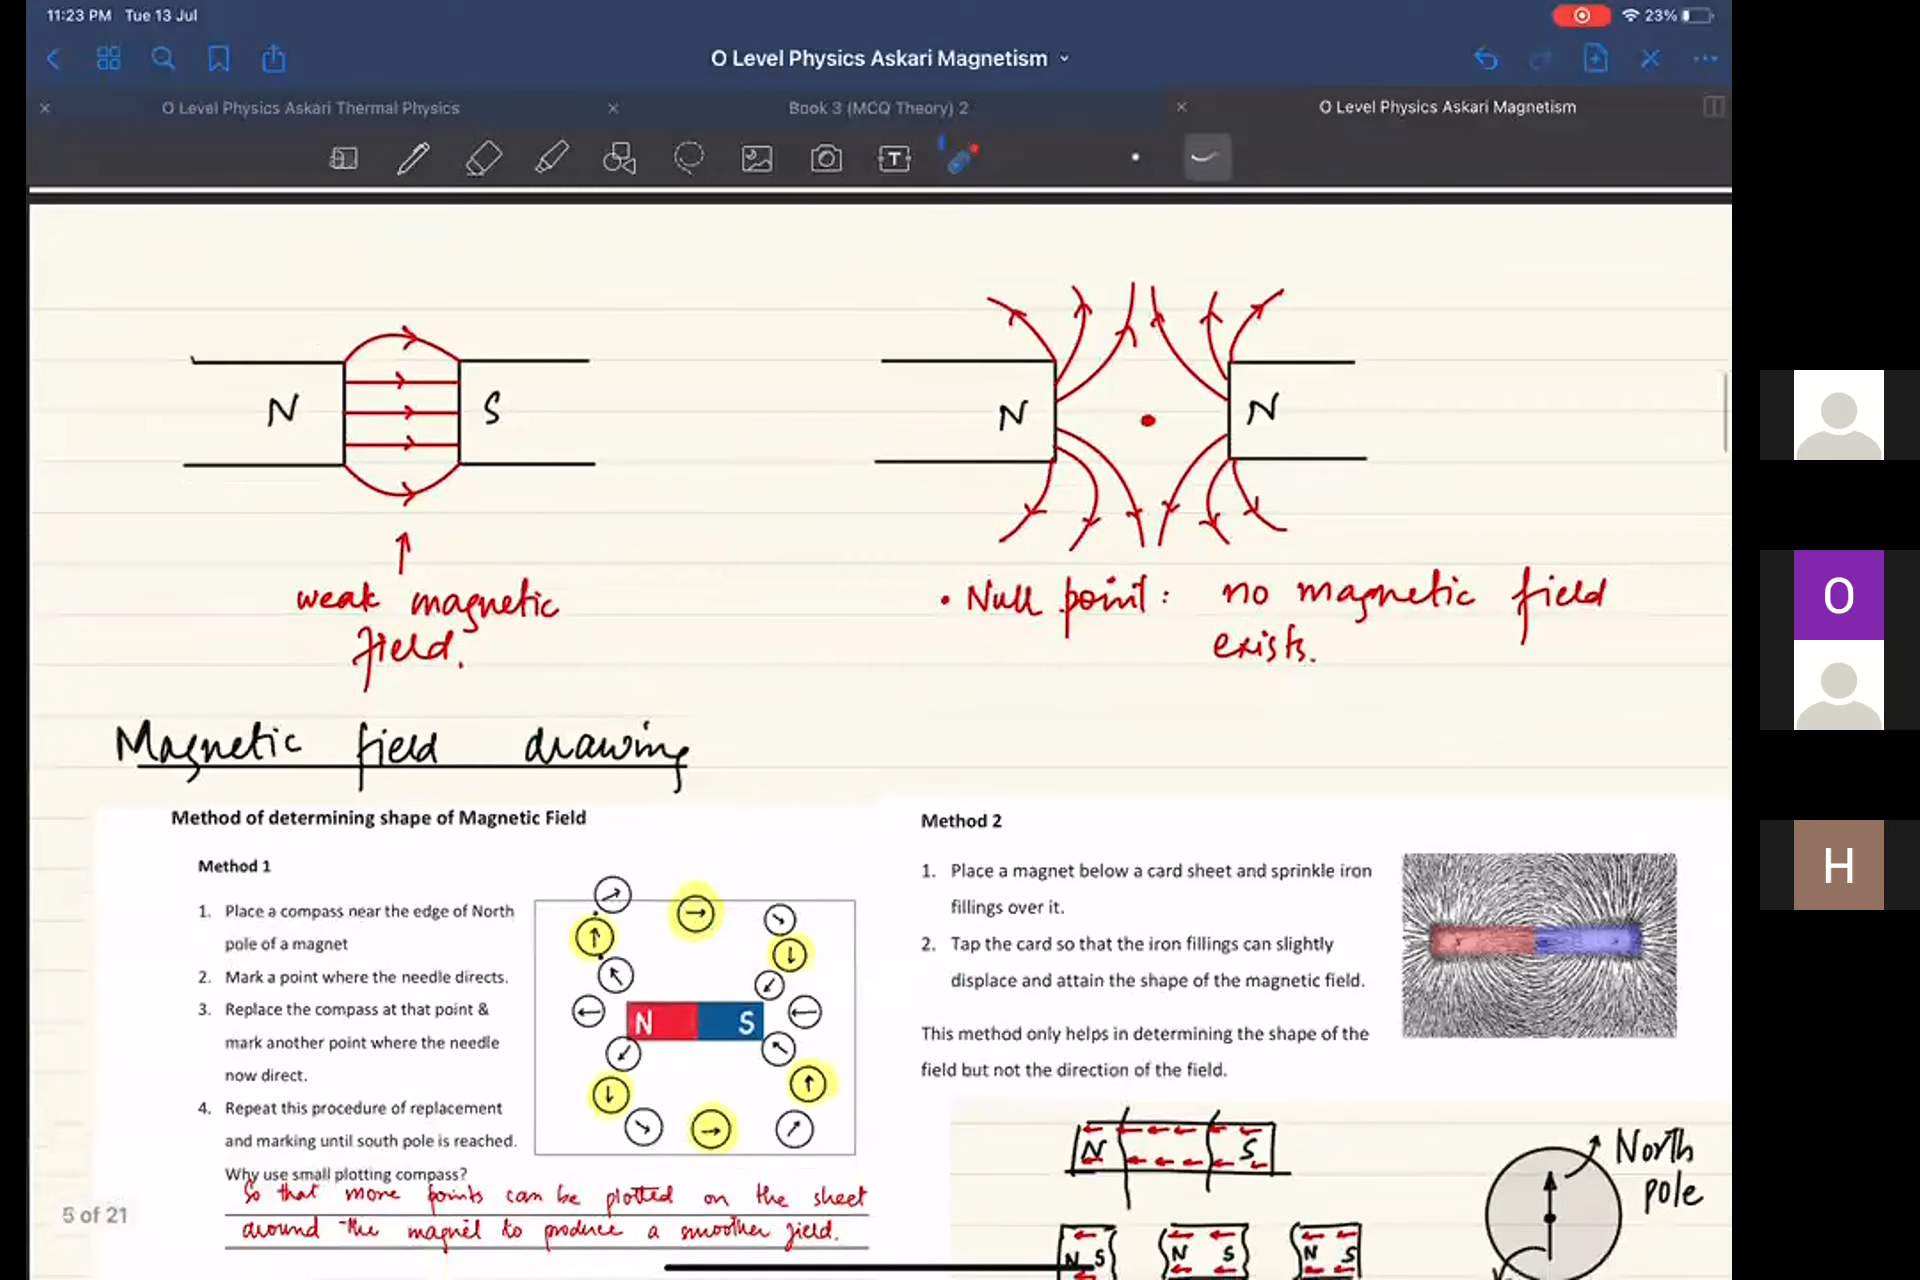 11:23 PM Tue 13 Jul
23%
O Level Physics Askari Magnetism
O Level Physics Askari Thermal Physics
Book 3 (MCQ Theory) 2
O Level Physics Askari Magnetism
T
N S
N N
weak magnetic
field.
• Null point: no magnetic field
exists.
Magnetic field drawing
Method of determining shape of Magnetic Field
Method 1
1. Place a compass near the edge of North
pole of a magnet
2. Mark a point where the needle directs.
3. Replace the compass at that point &
mark another point where the needle
now direct.
4. Repeat this procedure of replacement
and marking until south pole is reached.
Why use small plotting compass?
So that more points can be plotted on the sheet
around the magnet to produce a smoother field.
N S
Method 2
1. Place a magnet below a card sheet and sprinkle iron
fillings over it.
2. Tap the card so that the iron fillings can slightly
displace and attain the shape of the magnetic field.
This method only helps in determining the shape of the
field but not the direction of the field.
N S
N S N S N S
North
pole
5 of 21
O
H